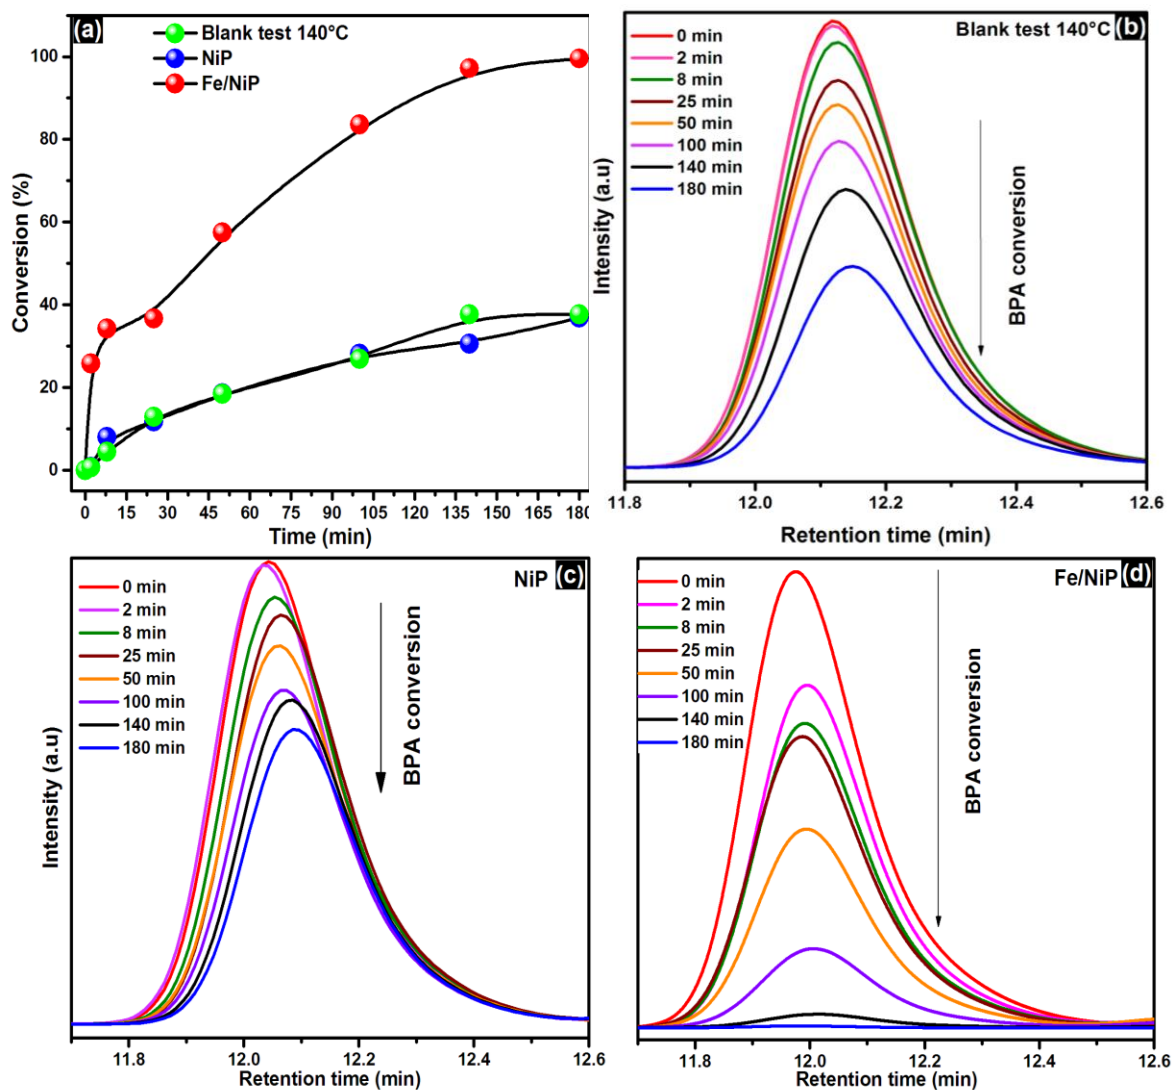 (a)
Blank test 140°C
NiP
Fe/NiP
Conversion (%)
100
80
60
40
20
0
0 15 30 45 60 75 90 105 120 135 150 165 180
Time (min)
(b)
Blank test 140°C
0 min
2 min
8 min
25 min
50 min
100 min
140 min
180 min
BPA conversion
Intensity (a.u)
11.8 12.0 12.2 12.4 12.6
Retention time (min)
(c)
NiP
0 min
2 min
8 min
25 min
50 min
100 min
140 min
180 min
BPA conversion
Intensity (a.u)
11.8 12.0 12.2 12.4 12.6
Retention time (min)
(d)
Fe/NiP
0 min
2 min
8 min
25 min
50 min
100 min
140 min
180 min
BPA conversion
Intensity (a.u)
11.8 12.0 12.2 12.4 12.6
Retention time (min)